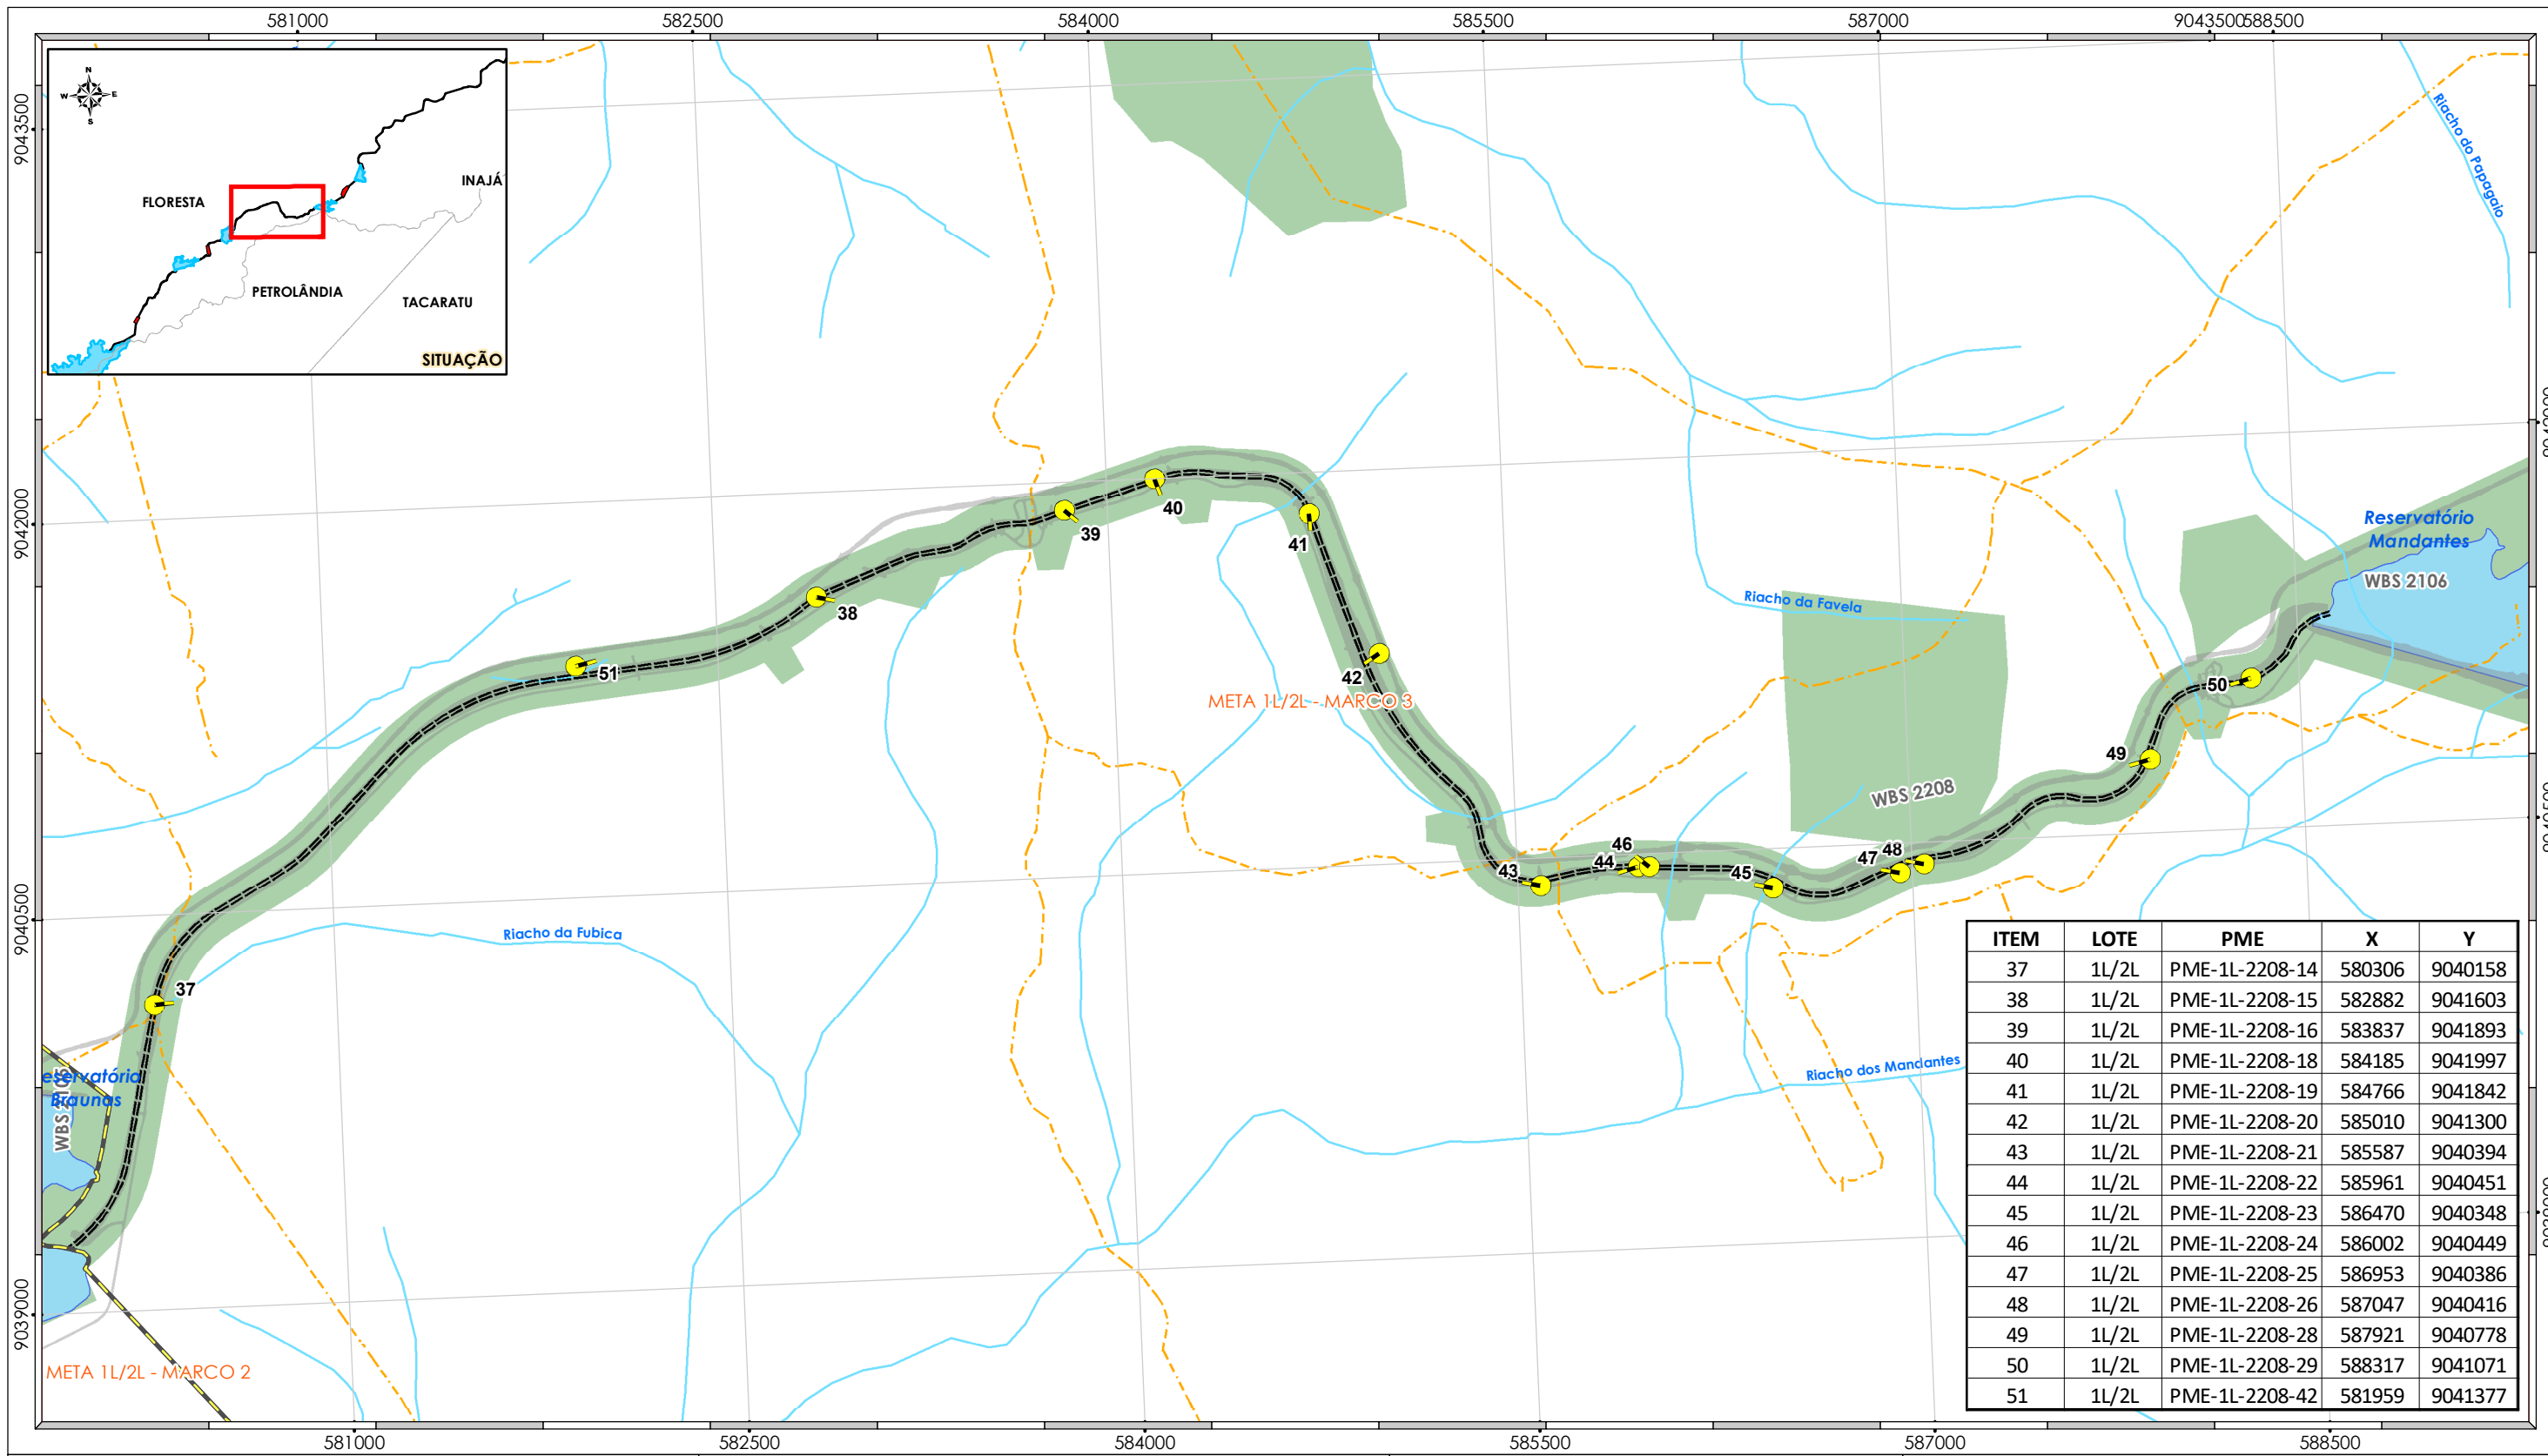 581000 582500 584000 585500 587000 9043500 588500
N
W E
S
FLORESTA
INAJÁ
PETROLÂNDIA
TACARATU
SITUAÇÃO
9043500
9042000
9040500
9039000
Riacho do Papagaio
Reservatório
Mandantes
WBS 2106
Riacho da Favela
40
39
41
38
51
42
META 1L/2L - MARCO 3
50
49
WBS 2208
46
44
43
45
47 48
37
Riacho da Fubica
Riacho dos Mandantes
eservatório
Braunas
META 1L/2L - MARCO 2
ITEM LOTE PME X Y
37 1L/2L PME-1L-2208-14 580306 9040158
38 1L/2L PME-1L-2208-15 582882 9041603
39 1L/2L PME-1L-2208-16 583837 9041893
40 1L/2L PME-1L-2208-18 584185 9041997
41 1L/2L PME-1L-2208-19 584766 9041842
42 1L/2L PME-1L-2208-20 585010 9041300
43 1L/2L PME-1L-2208-21 585587 9040394
44 1L/2L PME-1L-2208-22 585961 9040451
45 1L/2L PME-1L-2208-23 586470 9040348
46 1L/2L PME-1L-2208-24 586002 9040449
47 1L/2L PME-1L-2208-25 586953 9040386
48 1L/2L PME-1L-2208-26 587047 9040416
49 1L/2L PME-1L-2208-28 587921 9040778
50 1L/2L PME-1L-2208-29 588317 9041071
51 1L/2L PME-1L-2208-42 581959 9041377
581000 582500 584000 585500 587000 588500